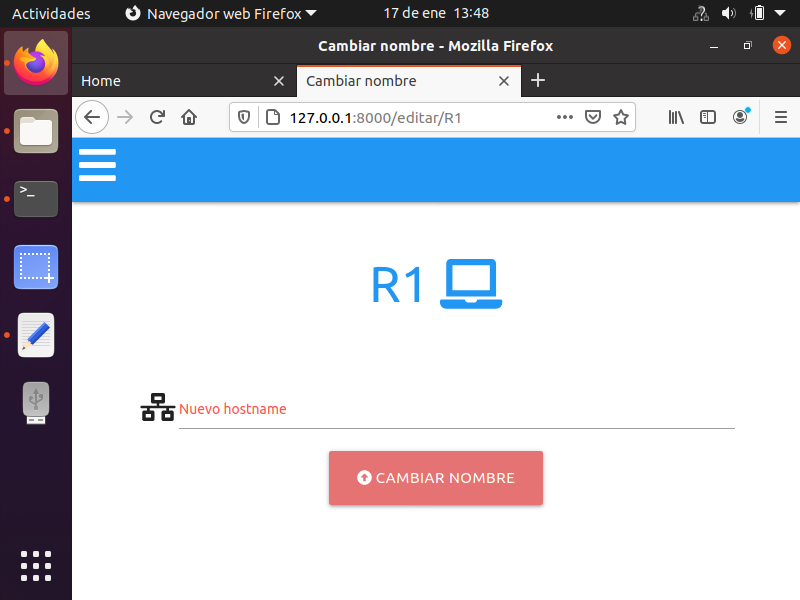 Actividades
Navegador web Firefox
17 de ene 13:48
Cambiar nombre - Mozilla Firefox
Home
Cambiar nombre
127.0.0.1:8000/editar/R1
>_
R1
Nuevo hostname
CAMBIAR NOMBRE